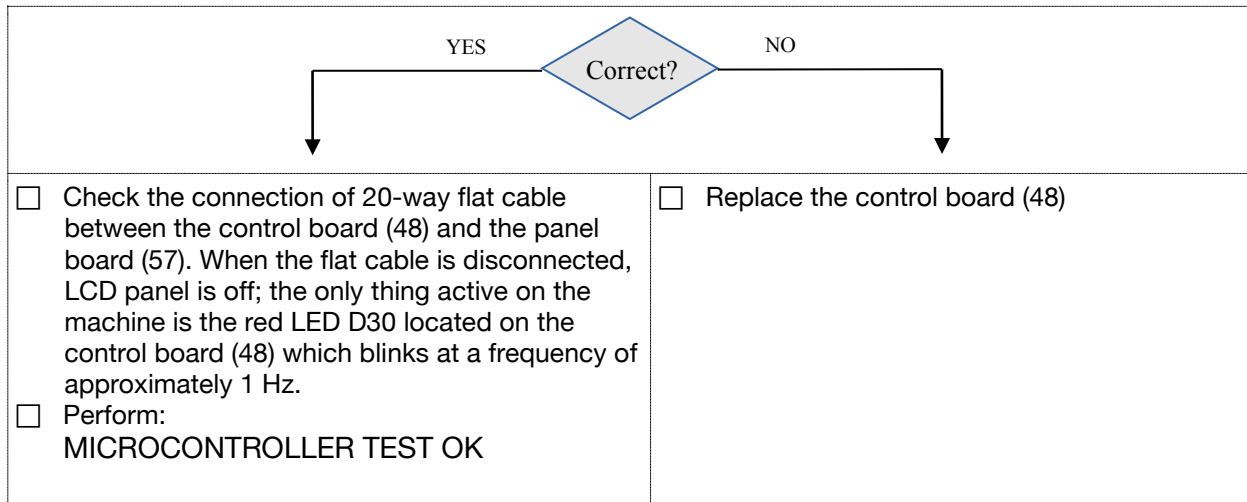 YES
Correct?
NO
☐ Check the connection of 20-way flat cable
between the control board (48) and the panel
board (57). When the flat cable is disconnected,
LCD panel is off; the only thing active on the
machine is the red LED D30 located on the
control board (48) which blinks at a frequency of
approximately 1 Hz.
☐ Perform:
MICROCONTROLLER TEST OK
☐ Replace the control board (48)